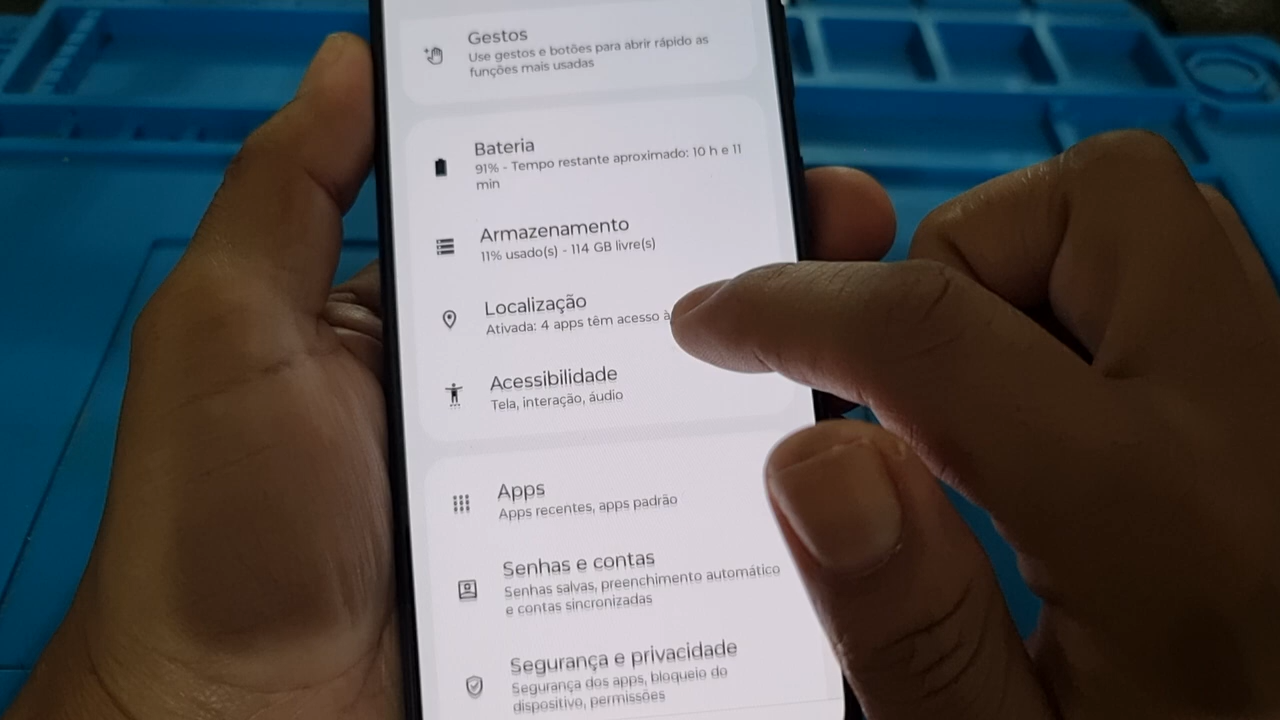 Gestos
Use gestos e botões para abrir rápido as
funções mais usadas
Bateria
91% - Tempo restante aproximado: 10 h e 11
min
Armazenamento
11% usado(s) - 114 GB livre(s)
Localização
Ativada: 4 apps têm acesso à
Acessibilidade
Tela, interação, áudio
Apps
Apps recentes, apps padrão
Senhas e contas
Senhas salvas, preenchimento automático
e contas sincronizadas
Segurança e privacidade
Segurança dos apps, bloqueio do
dispositivo, permissões